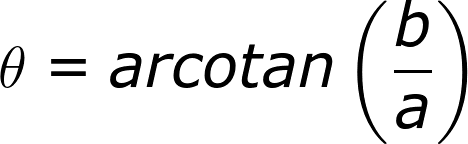 θ = arcotan (b/a)